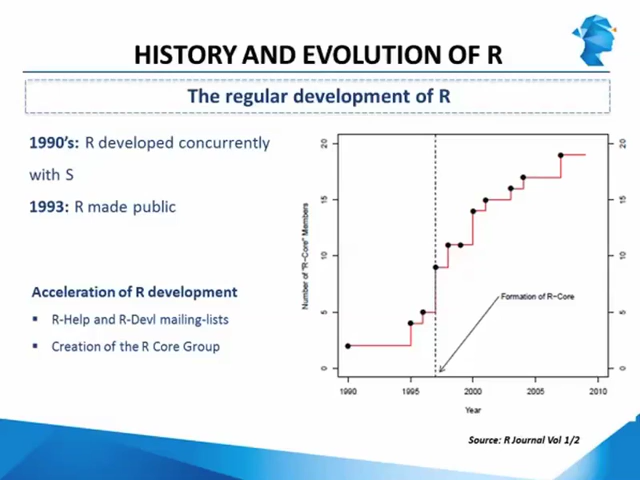 HISTORY AND EVOLUTION OF R
The regular development of R
1990's: R developed concurrently
with S
1993: R made public
Acceleration of R development
▪ R-Help and R-Devl mailing-lists
▪ Creation of the R Core Group
Number of "R-Core" Members
20
15
10
5
0
20
15
10
5
0
Formation of R-Core
1990 1995 2000 2005 2010
Year
Source: R Journal Vol 1/2